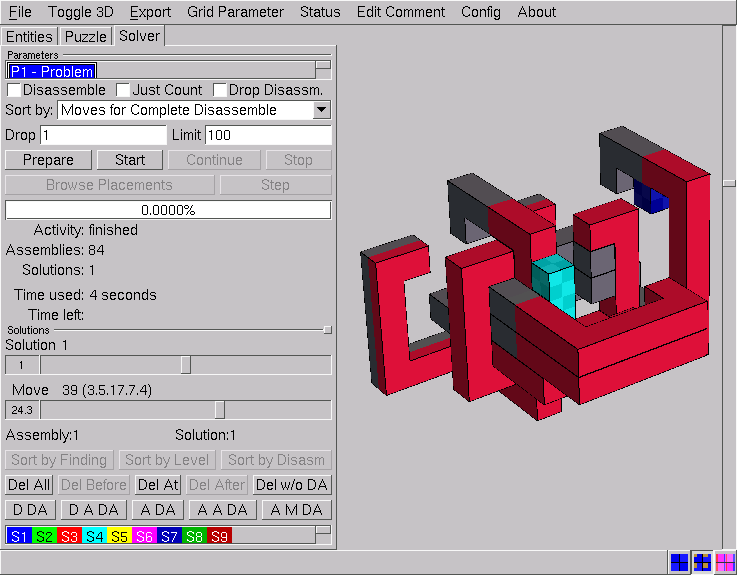 File Toggle 3D Export Grid Parameter Status Edit Comment Config About
Entities Puzzle Solver
Parameters
P1 - Problem
Disassemble Just Count Drop Disassm.
Sort by: Moves for Complete Disassemble
Drop 1 Limit 100
Prepare Start Continue Stop
Browse Placements Step
0.0000%
Activity: finished
Assemblies: 84
Solutions: 1
Time used: 4 seconds
Time left:
Solutions
Solution 1
1
Move 39 (3.5.17.7.4)
24.3
Assembly:1 Solution:1
Sort by Finding Sort by Level Sort by Disasm
Del All Del Before Del At Del After Del w/o DA
D DA D A DA A DA A A DA A M DA
S1 S2 S3 S4 S5 S6 S7 S8 S9